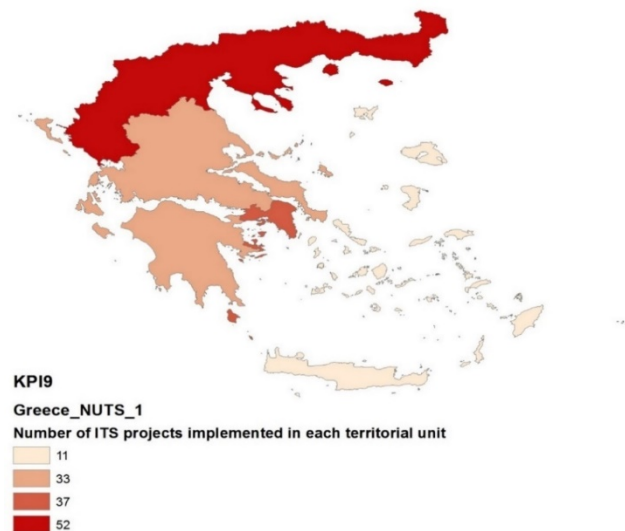 KPI9
Greece_NUTS_1
Number of ITS projects implemented in each territorial unit
11
33
37
52